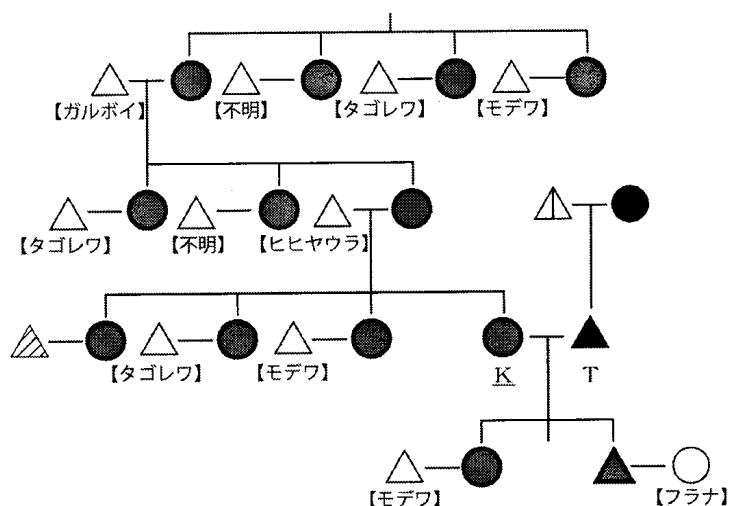 【ガルボイ】 【不明】 【タゴレワ】 【モデワ】
【タゴレワ】 【不明】 【ヒヒヤウラ】
【タゴレワ】 【モデワ】 K T
【モデワ】 【フラナ】